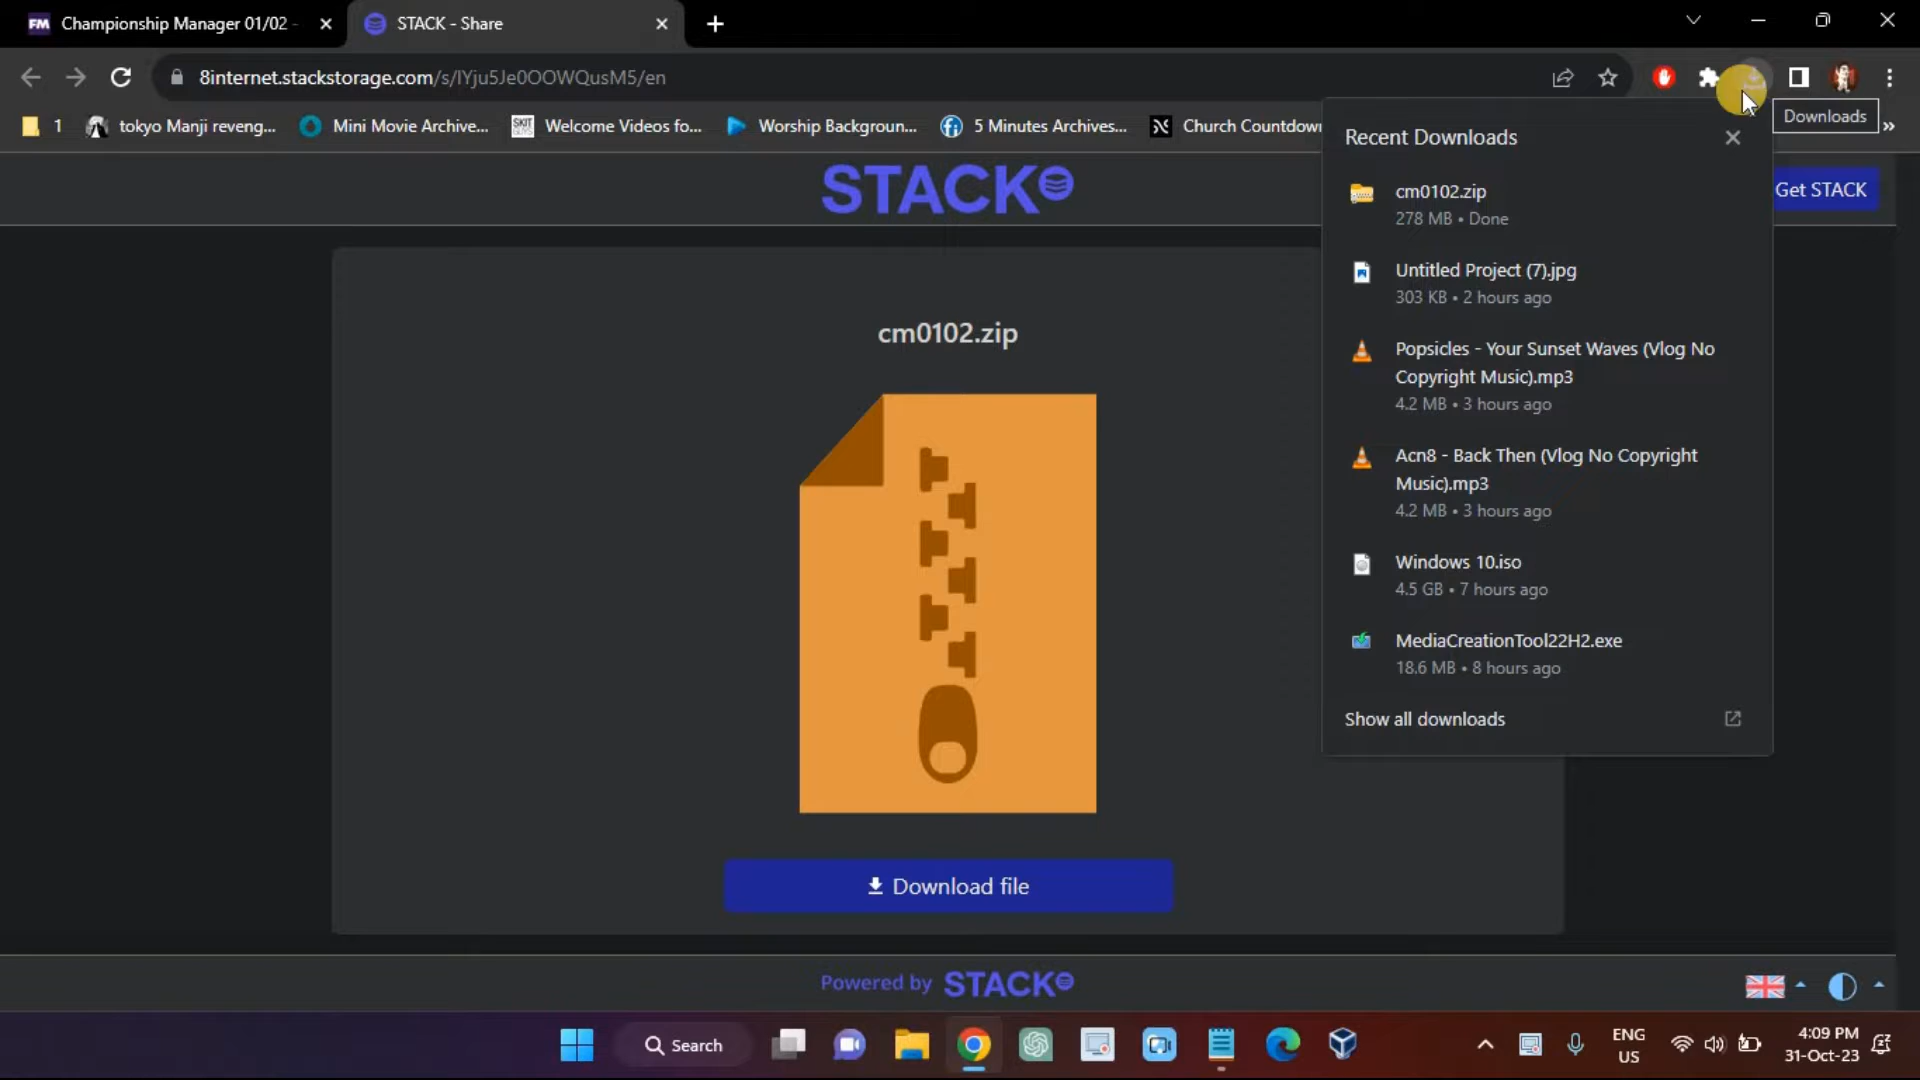 FM Championship Manager 01/02 -
STACK - Share
8internet.stackstorage.com/s/lYju5Je0OOWQusM5/en
1
tokyo Manji reveng...
Mini Movie Archive...
SKIT GUYS
Welcome Videos fo...
Worship Backgroun...
5 Minutes Archives...
Church Countdown
»
Downloads
Recent Downloads
cm0102.zip
278 MB • Done
Untitled Project (7).jpg
303 KB • 2 hours ago
Popsicles - Your Sunset Waves (Vlog No
Copyright Music).mp3
4.2 MB • 3 hours ago
Acn8 - Back Then (Vlog No Copyright
Music).mp3
4.2 MB • 3 hours ago
Windows 10.iso
4.5 GB • 7 hours ago
MediaCreationTool22H2.exe
18.6 MB • 8 hours ago
Show all downloads
STACK
Get STACK
cm0102.zip
Download file
Powered by STACK
Search
ENG
US
4:09 PM
31-Oct-23